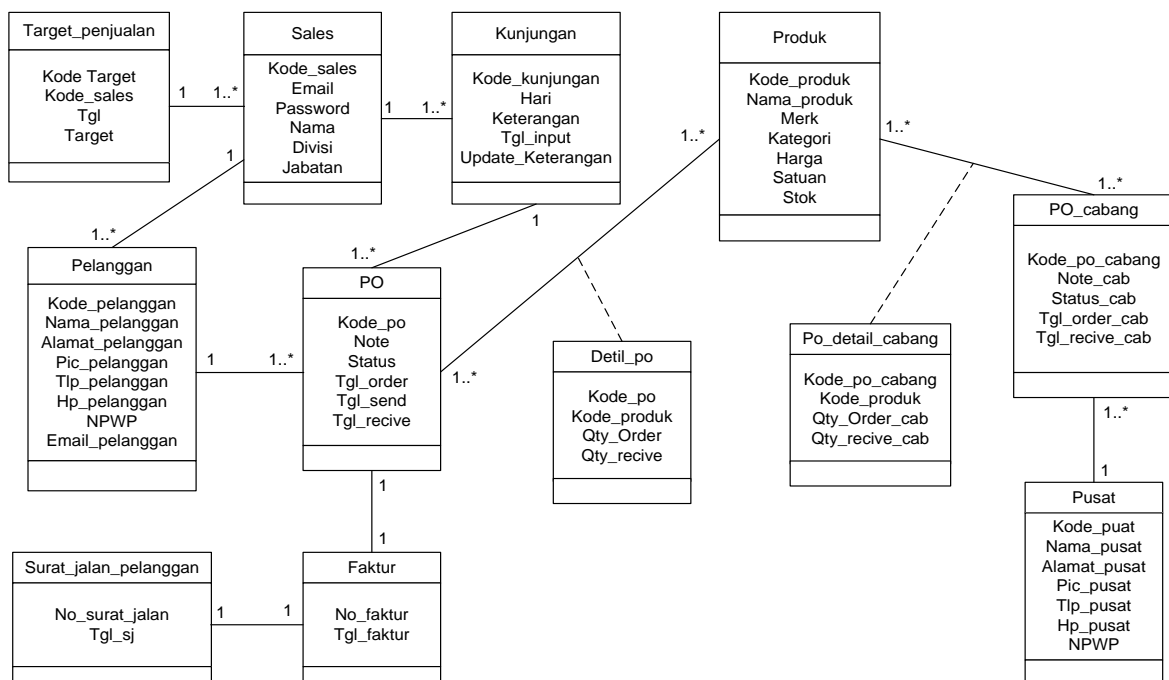 Target_penjualan
Kode Target
Kode_sales
Tgl
Target
1
1..*
Sales
Kode_sales
Email
Password
Nama
Divisi
Jabatan
1
1..*
Kunjungan
Kode_kunjungan
Hari
Keterangan
Tgl_input
Update_Keterangan
Produk
Kode_produk
Nama_produk
Merk
Kategori
Harga
Satuan
Stok
1..*
1..*
1..*
PO_cabang
Kode_po_cabang
Note_cab
Status_cab
Tgl_order_cab
Tgl_recive_cab
1
1..*
1
1..*
Pelanggan
Kode_pelanggan
Nama_pelanggan
Alamat_pelanggan
Pic_pelanggan
Tlp_pelanggan
Hp_pelanggan
NPWP
Email_pelanggan
1
1..*
PO
Kode_po
Note
Status
Tgl_order
Tgl_send
Tgl_recive
1..*
Detil_po
Kode_po
Kode_produk
Qty_Order
Qty_recive
Po_detail_cabang
Kode_po_cabang
Kode_produk
Qty_Order_cab
Qty_recive_cab
1..*
1
Pusat
Kode_puat
Nama_pusat
Alamat_pusat
Pic_pusat
Tlp_pusat
Hp_pusat
NPWP
1
1
Surat_jalan_pelanggan
No_surat_jalan
Tgl_sj
1
1
Faktur
No_faktur
Tgl_faktur